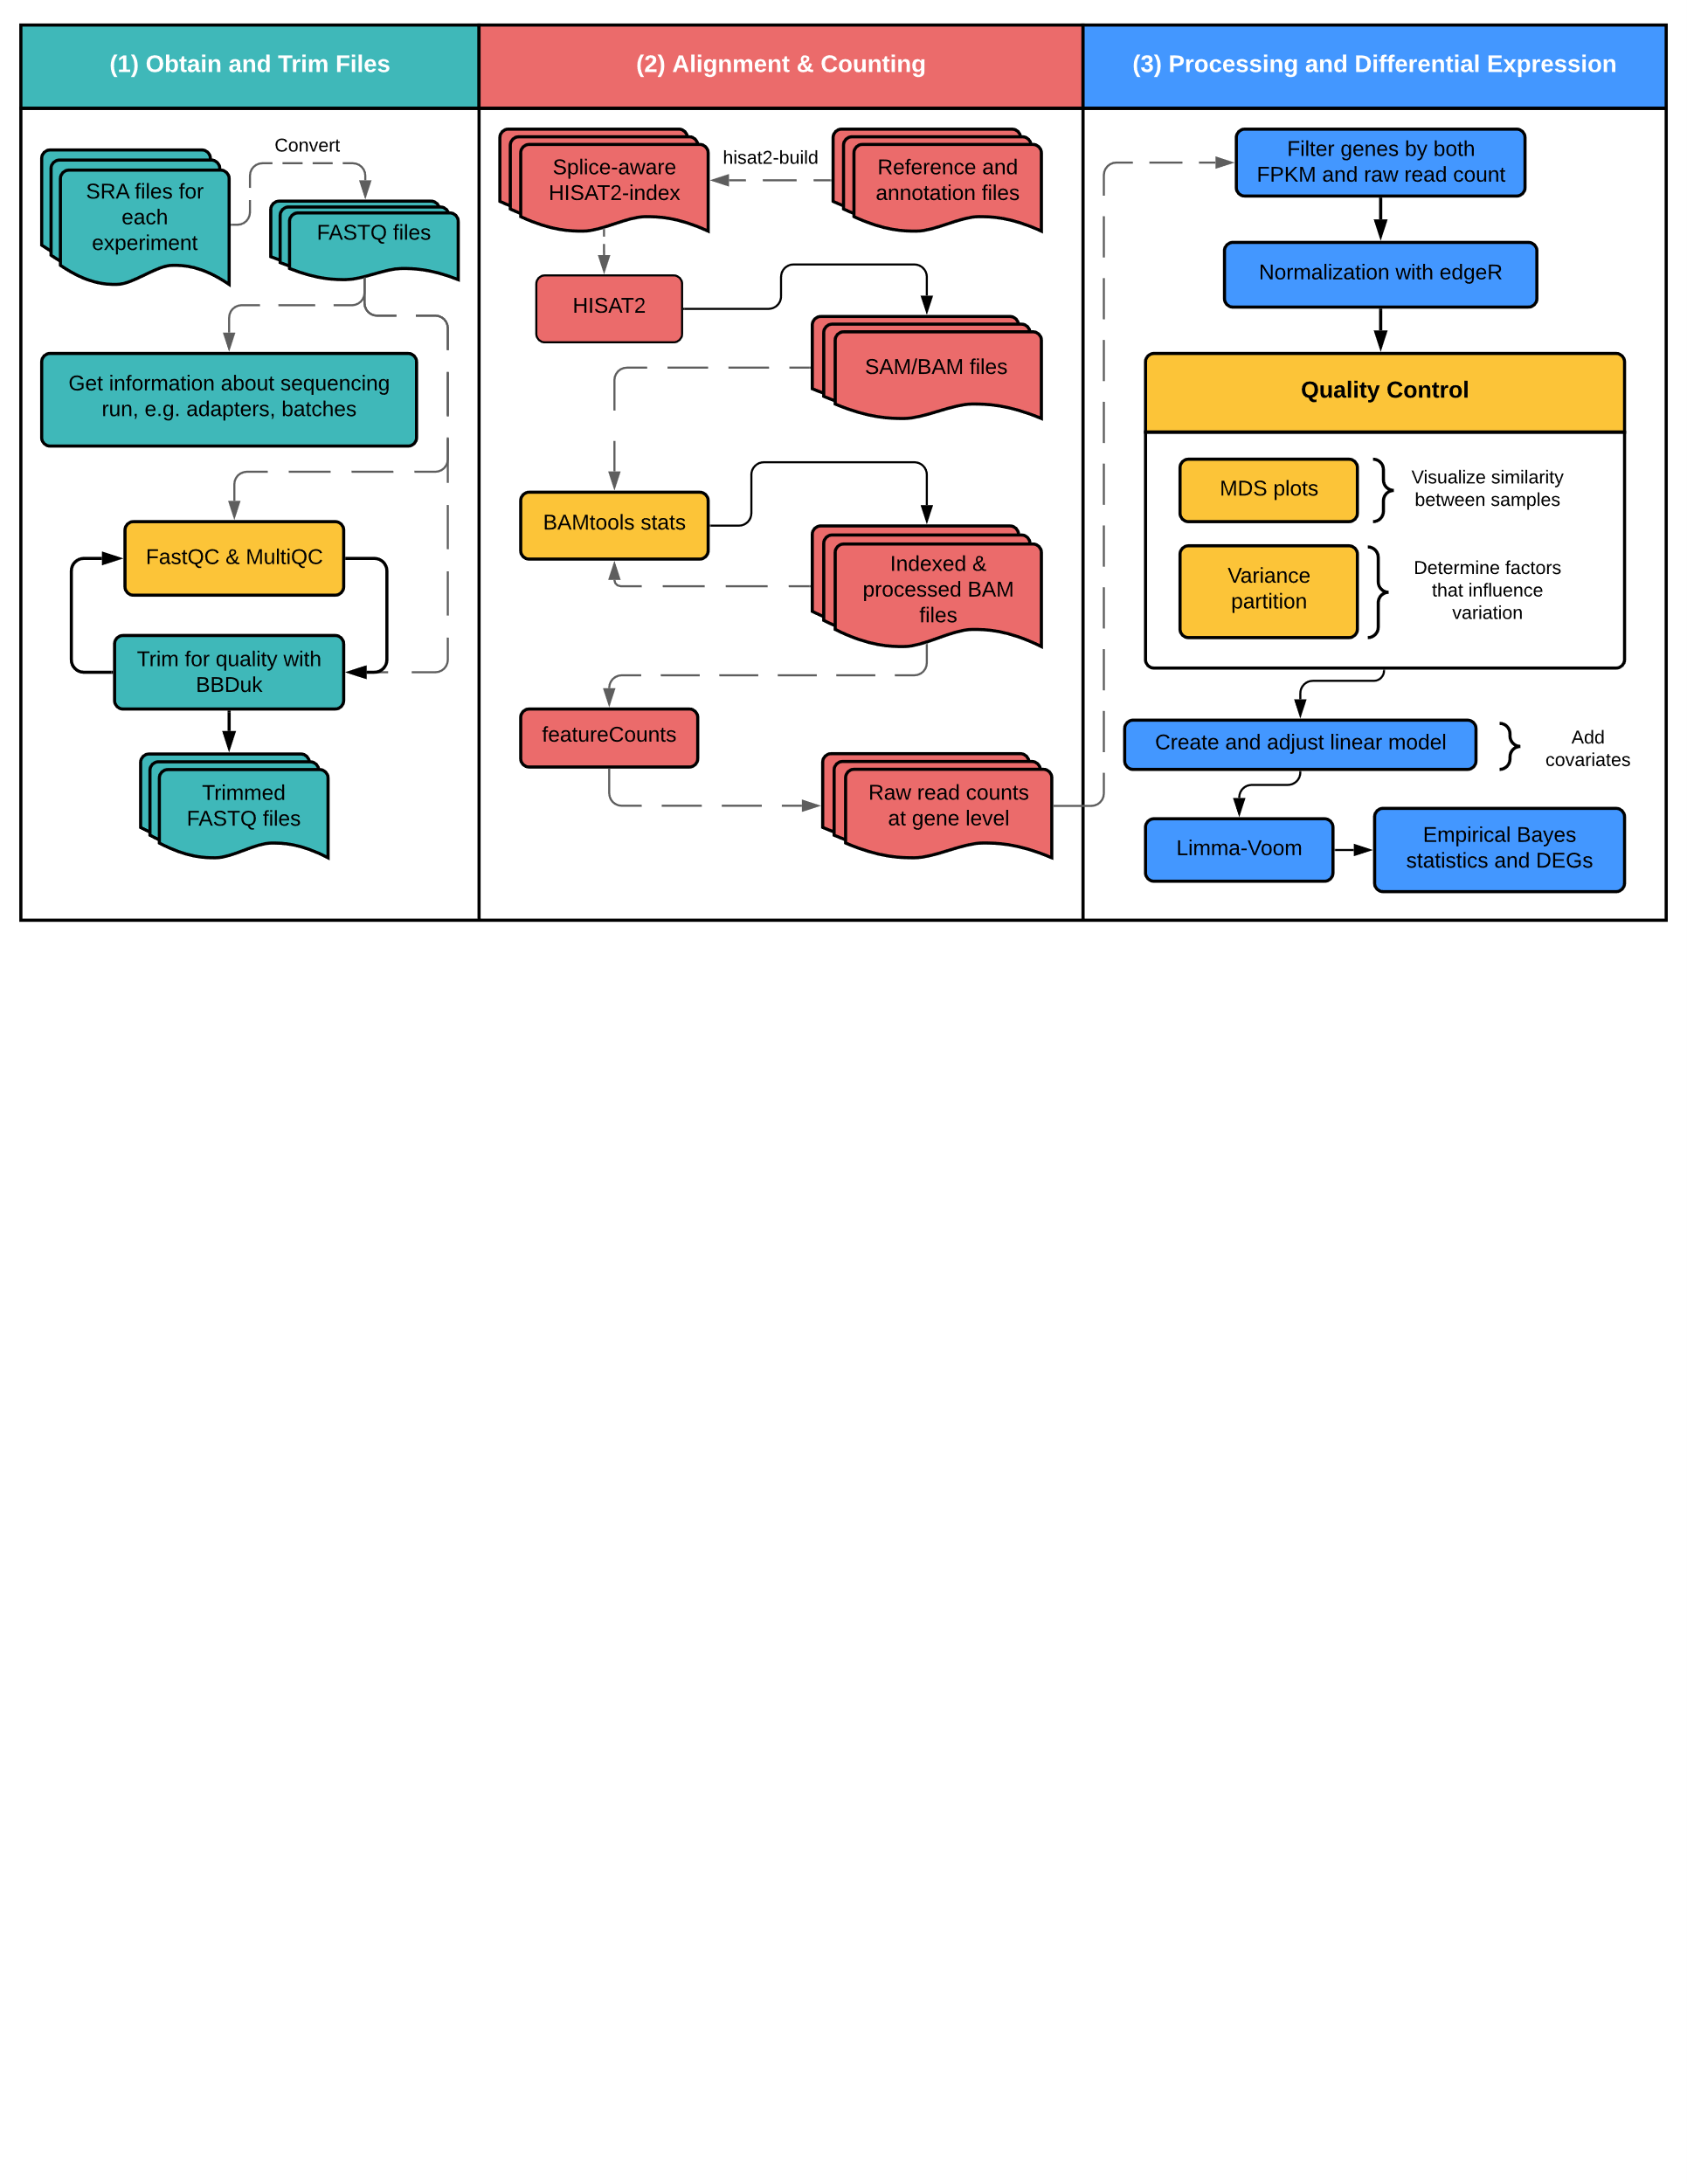 (1) Obtain and Trim Files
(2) Alignment & Counting
(3) Processing and Differential Expression
Convert
SRA files for
each
experiment
FASTQ files
Get information about sequencing
run, e.g. adapters, batches
FastQC & MultiQC
Trim for quality with
BBDuk
Trimmed
FASTQ files
Splice-aware
HISAT2-index
hisat2-build
Reference and
annotation files
HISAT2
SAM/BAM files
BAMtools stats
Indexed &
processed BAM
files
featureCounts
Raw read counts
at gene level
Filter genes by both
FPKM and raw read count
Normalization with edgeR
Quality Control
MDS plots
Visualize similarity
between samples
Variance
partition
Determine factors
that influence
variation
Create and adjust linear model
Add
covariates
Limma-Voom
Empirical Bayes
statistics and DEGs